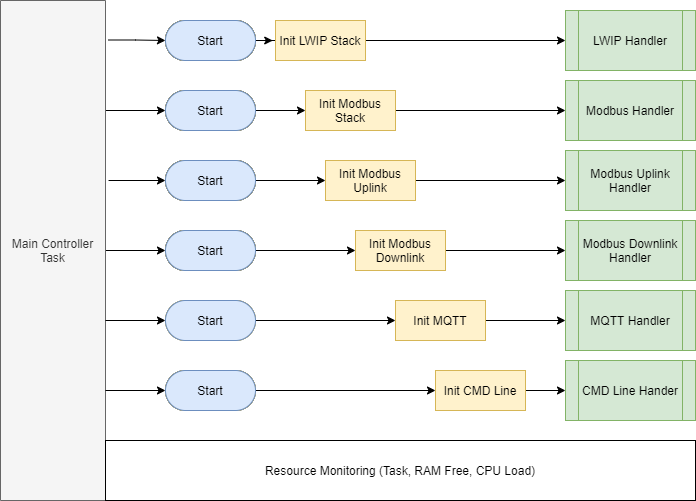 Start
Init LWIP Stack
LWIP Handler
Start
Init Modbus
Stack
Modbus Handler
Start
Init Modbus
Uplink
Modbus Uplink
Handler
Main Controller
Task
Start
Init Modbus
Downlink
Modbus Downlink
Handler
Start
Init MQTT
MQTT Handler
Start
Init CMD Line
CMD Line Hander
Resource Monitoring (Task, RAM Free, CPU Load)